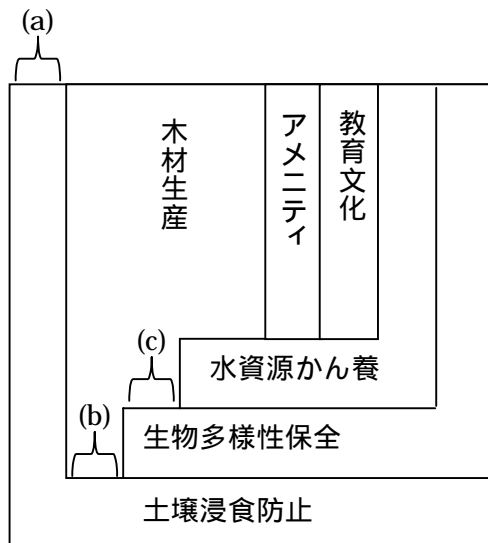 (a)
木材生産
アメニティ
教育文化
(c)
水資源かん養
(b)
生物多様性保全
土壌浸食防止